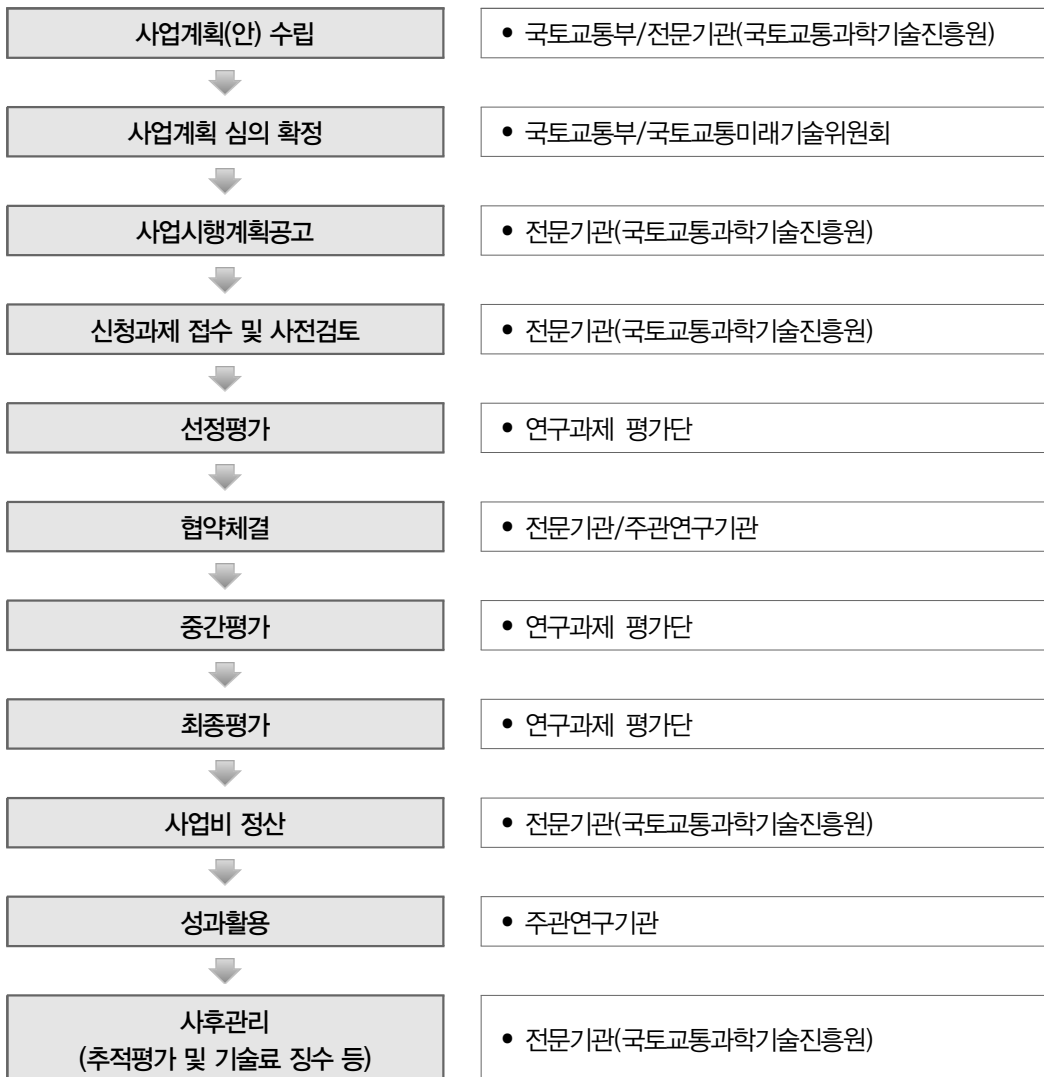 사업계획(안) 수립
• 국토교통부/전문기관(국토교통과학기술진흥원)
사업계획 심의 확정
• 국토교통부/국토교통미래기술위원회
사업시행계획공고
• 전문기관(국토교통과학기술진흥원)
신청과제 접수 및 사전검토
• 전문기관(국토교통과학기술진흥원)
선정평가
• 연구과제 평가단
협약체결
• 전문기관/주관연구기관
중간평가
• 연구과제 평가단
최종평가
• 연구과제 평가단
사업비 정산
• 전문기관(국토교통과학기술진흥원)
성과활용
• 주관연구기관
사후관리
(추적평가 및 기술료 징수 등)
• 전문기관(국토교통과학기술진흥원)